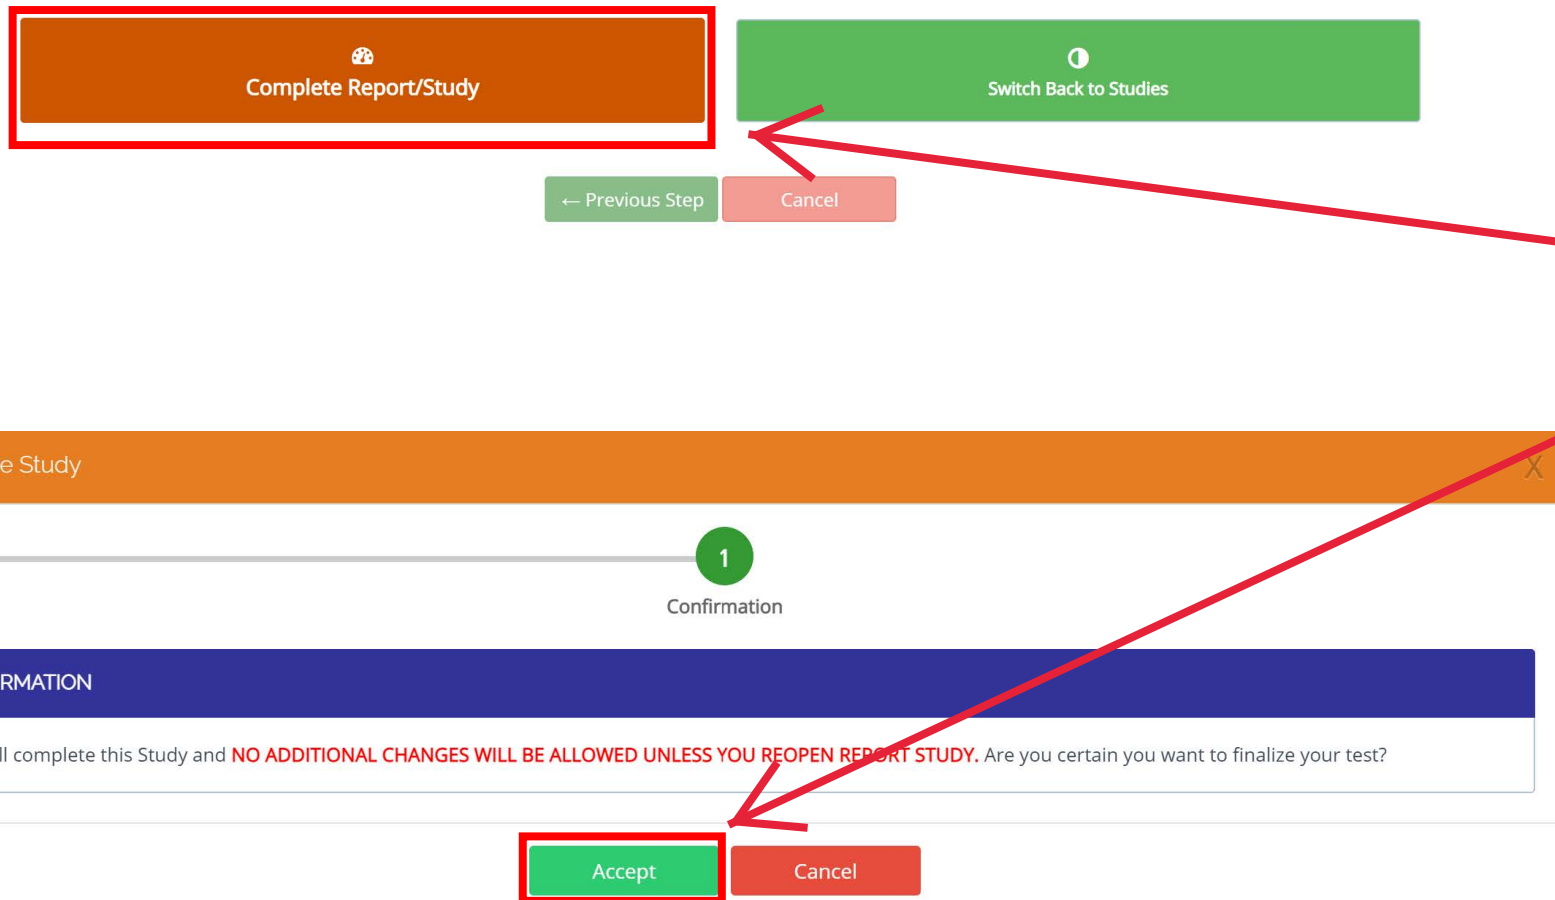 Complete Report/Study
Switch Back to Studies
← Previous Step
Cancel
e Study
X
1
Confirmation
RMATION
ll complete this Study and NO ADDITIONAL CHANGES WILL BE ALLOWED UNLESS YOU REOPEN REPORT STUDY. Are you certain you want to finalize your test?
Accept
Cancel